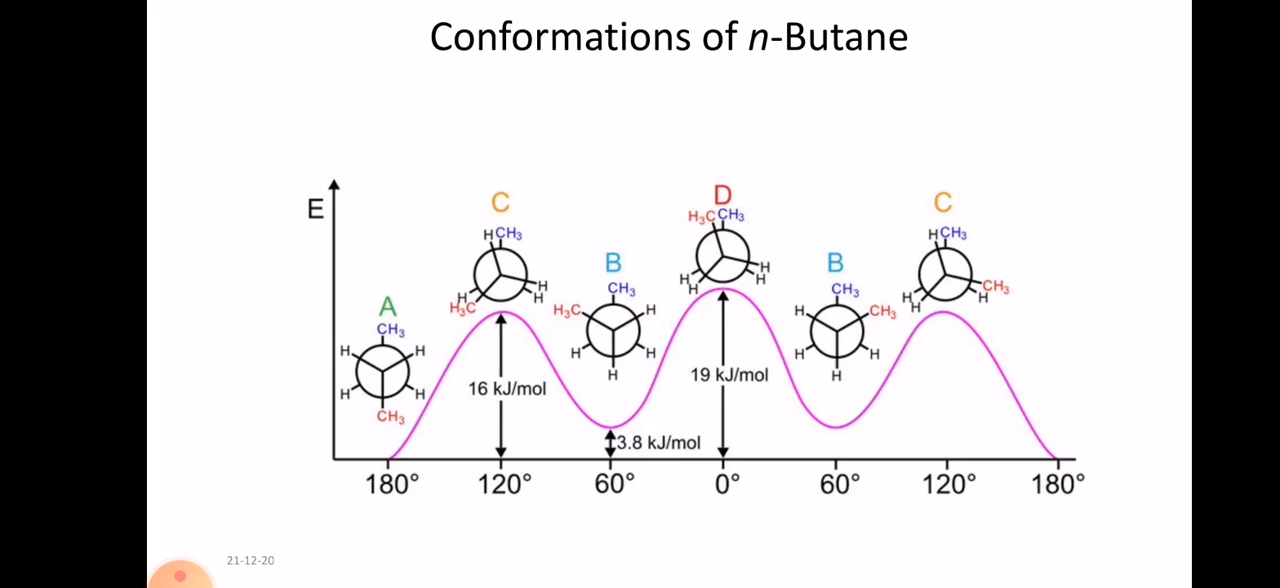 Conformations of n-Butane
E
A
CH₃
H H
H H
CH₃
C
H CH₃
H H
H₃C H
B
CH₃
H₃C H
H H
H
D
H₃C CH₃
H H
H H
B
CH₃
H CH₃
H H
H
C
H CH₃
H CH₃
H H
16 kJ/mol
3.8 kJ/mol
19 kJ/mol
180° 120° 60° 0° 60° 120° 180°
21-12-20